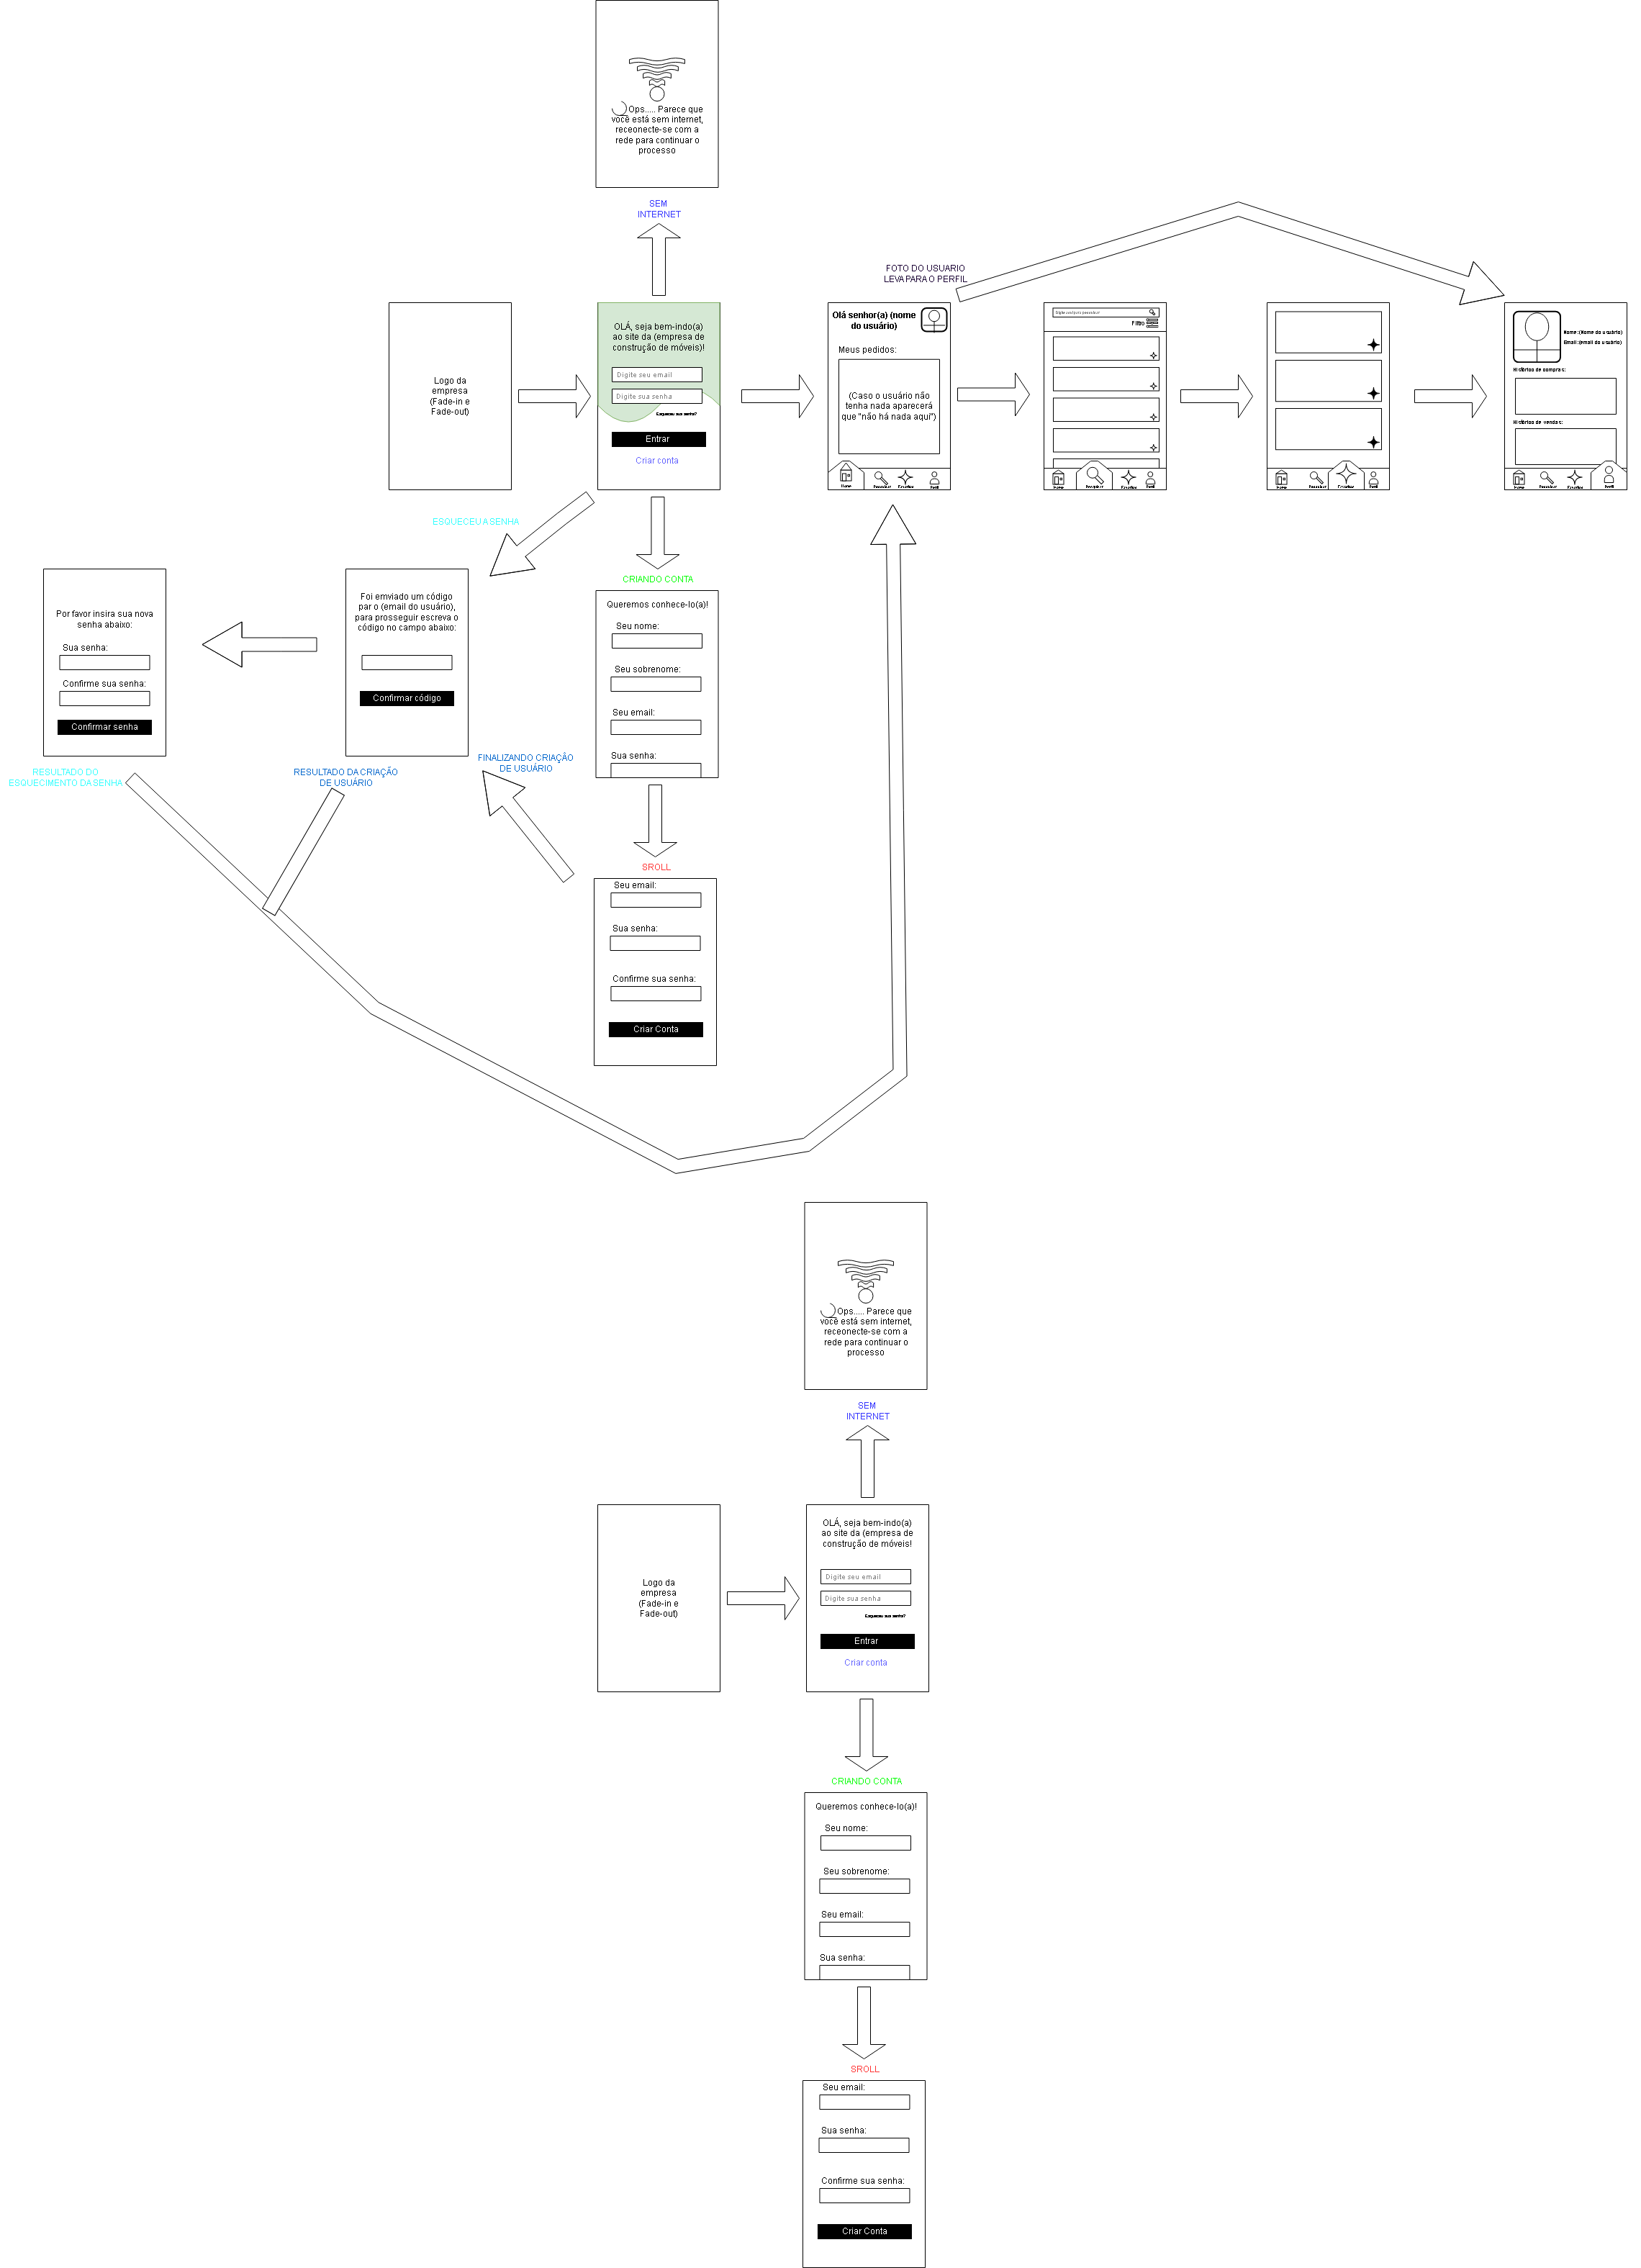 Ops..... Parece que
você está sem internet,
receonecte-se com a
rede para continuar o
processo
SEM
INTERNET
FOTO DO USUARIO
LEVA PARA O PERFIL
Logo da
empresa
(Fade-in e
Fade-out)
OLÁ, seja bem-indo(a)
ao site da (empresa de
construção de móveis)!
Digite seu email
Digite sua senha
Esqueceu sua senha?
Entrar
Criar conta
Olá senhor(a) (nome
do usuário)
Meus pedidos:
(Caso o usuário não
tenha nada aparecerá
que "não há nada aqui")
Home
Pesquisar
Favoritos
Perfil
Filtro
Home
Pesquisar
Favoritos
Perfil
Home
Pesquisar
Favoritos
Perfil
Nome:(Nome do usuário)
Email:(email do usuário)
Histórico de compras:
Histórico de vendas:
Home
Pesquisar
Favoritos
Perfil
ESQUECEU A SENHA
CRIANDO CONTA
Por favor insira sua nova
senha abaixo:
Sua senha:
Confirme sua senha:
Confirmar senha
RESULTADO DO
ESQUECIMENTO DA SENHA
Foi emviado um código
par o (email do usuário),
para prosseguir escreva o
código no campo abaixo:
Confirmar código
RESULTADO DA CRIAÇÃO
DE USUÁRIO
FINALIZANDO CRIAÇÃO
DE USUÁRIO
Queremos conhece-lo(a)!
Seu nome:
Seu sobrenome:
Seu email:
Sua senha:
SROLL
Seu email:
Sua senha:
Confirme sua senha:
Criar Conta
Ops..... Parece que
você está sem internet,
receonecte-se com a
rede para continuar o
processo
SEM
INTERNET
Logo da
empresa
(Fade-in e
Fade-out)
OLÁ, seja bem-indo(a)
ao site da (empresa de
construção de móveis!
Digite seu email
Digite sua senha
Esqueceu sua senha?
Entrar
Criar conta
CRIANDO CONTA
Queremos conhece-lo(a)!
Seu nome:
Seu sobrenome:
Seu email:
Sua senha:
SROLL
Seu email:
Sua senha:
Confirme sua senha:
Criar Conta